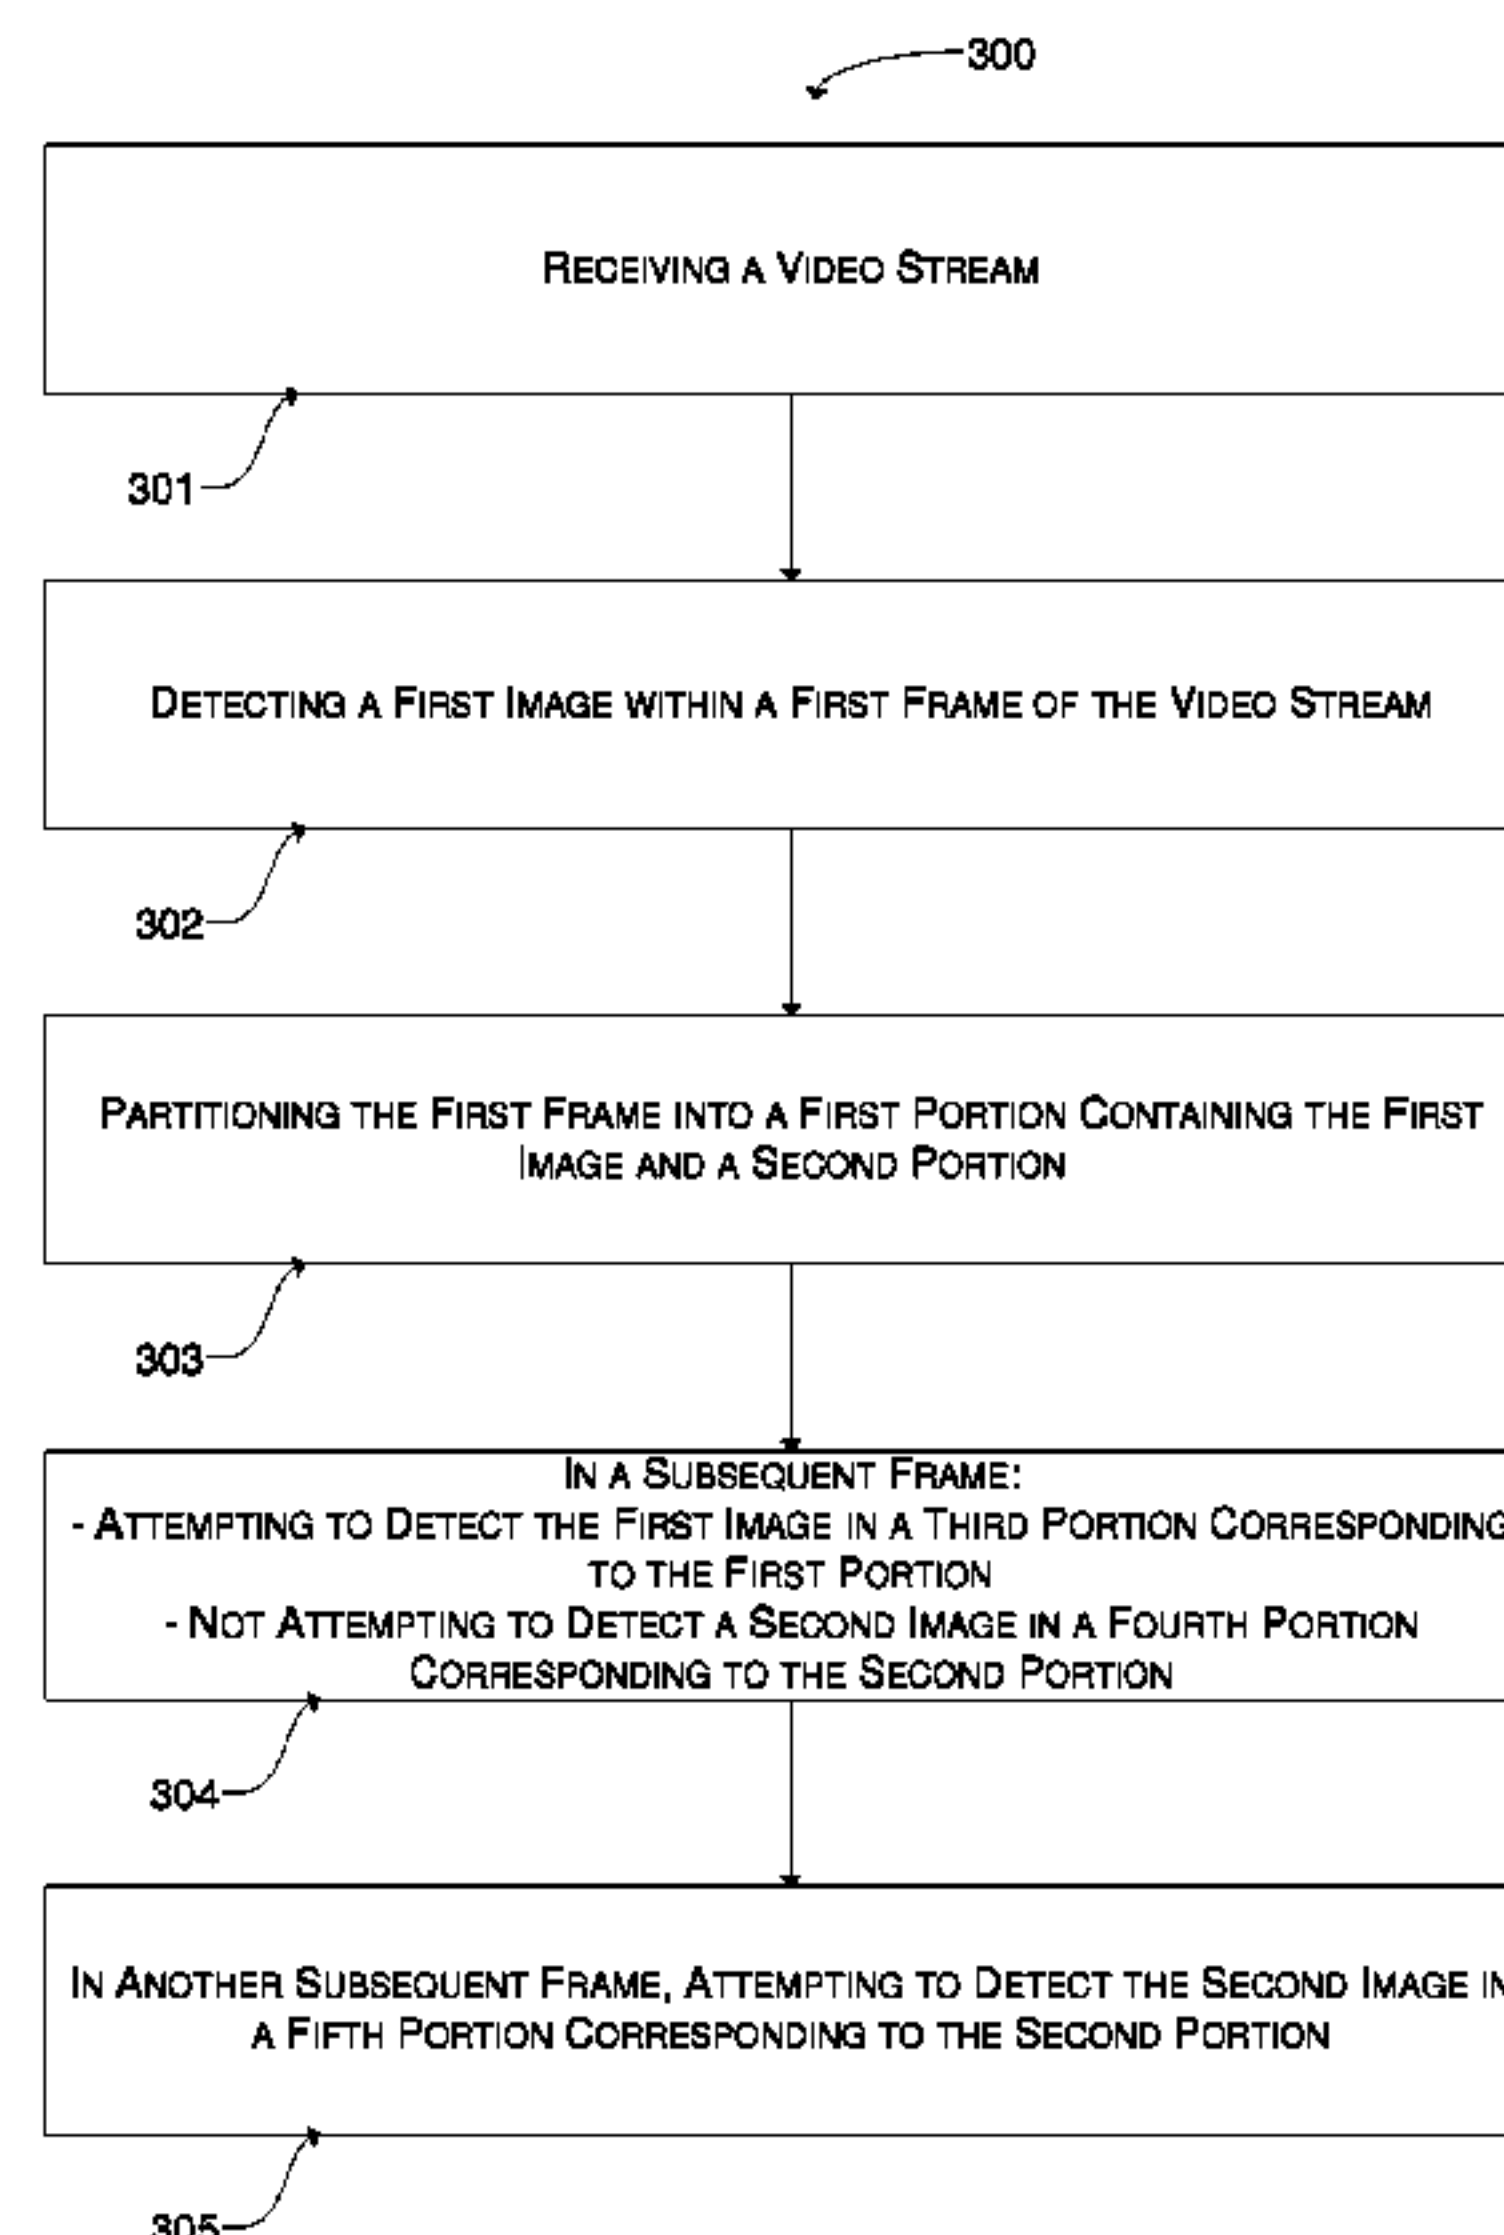 300
RECEIVING A VIDEO STREAM
301
DETECTING A FIRST IMAGE WITHIN A FIRST FRAME OF THE VIDEO STREAM
302
PARTITIONING THE FIRST FRAME INTO A FIRST PORTION CONTAINING THE FIRST
IMAGE AND A SECOND PORTION
303
IN A SUBSEQUENT FRAME:
- ATTEMPTING TO DETECT THE FIRST IMAGE IN A THIRD PORTION CORRESPONDING
TO THE FIRST PORTION
- NOT ATTEMPTING TO DETECT A SECOND IMAGE IN A FOURTH PORTION
CORRESPONDING TO THE SECOND PORTION
304
IN ANOTHER SUBSEQUENT FRAME, ATTEMPTING TO DETECT THE SECOND IMAGE IN
A FIFTH PORTION CORRESPONDING TO THE SECOND PORTION
305